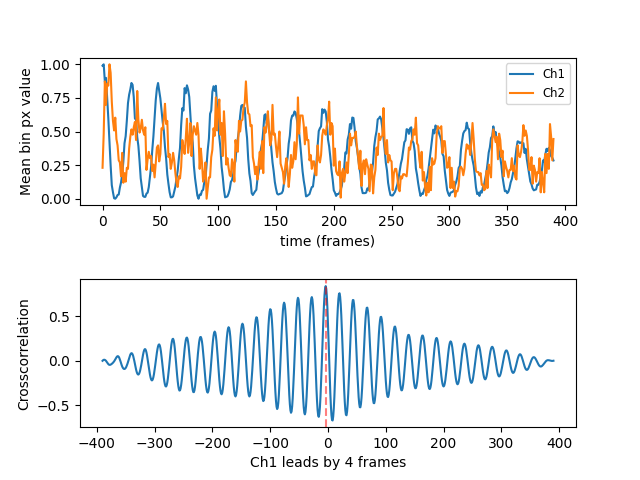 1.00
0.75
0.50
0.25
0.00
Mean bin px value
Ch1
Ch2
0 50 100 150 200 250 300 350 400
time (frames)
0.5
0.0
−0.5
Crosscorrelation
−400 −300 −200 −100 0 100 200 300 400
Ch1 leads by 4 frames